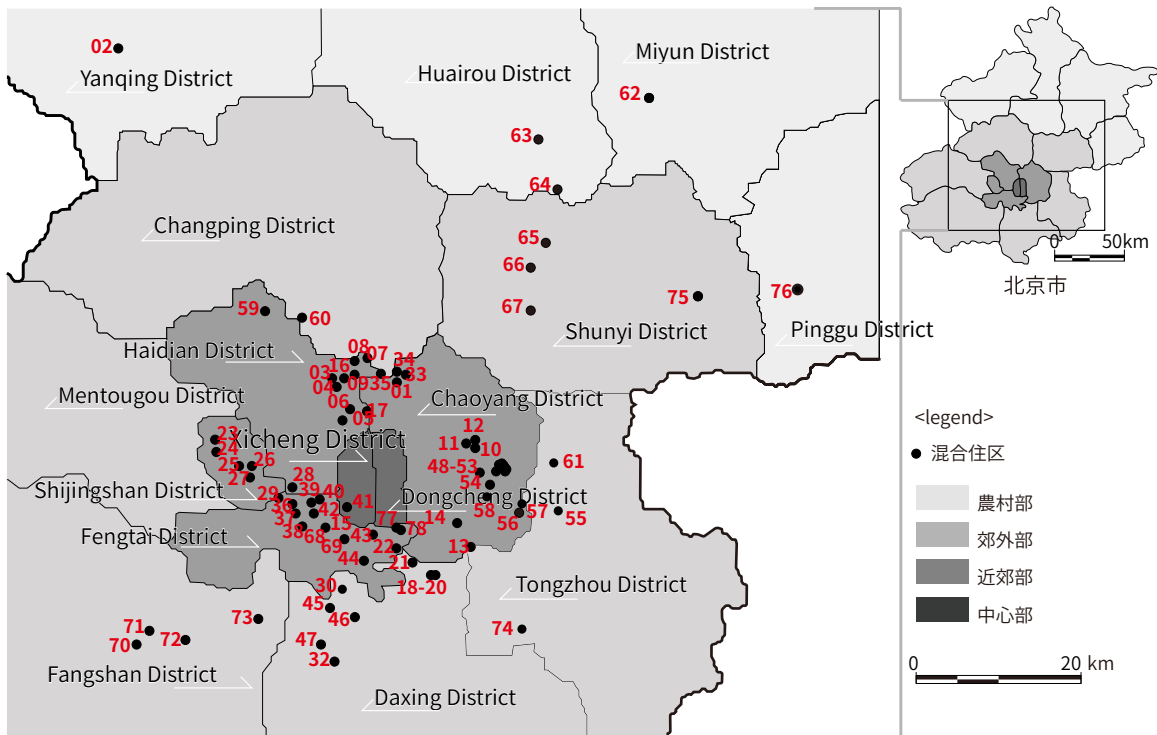 02
Yanqing District
Huairou District
Miyun District
62
63
64
Changping District
65
66
67
75
76
Shunyi District
Pinggu District
59
60
Haidian District
08
07
34
16
03
33
04
09
35
01
Mentougou District
06
17
05
Chaoyang District
12
11
10
23
24
Xicheng District
25
26
27
48-53
61
54
28
Shijingshan District
29
39
40
41
Dongcheng District
36
42
58
57
55
56
37
38
68
15
77
78
14
Fengtai District
69
43
22
13
44
21
18-20
Tongzhou District
30
45
46
73
71
72
70
47
32
74
Fangshan District
Daxing District
0
50km
北京市
<legend>
混合住区
農村部
郊外部
近郊部
中心部
0
20 km